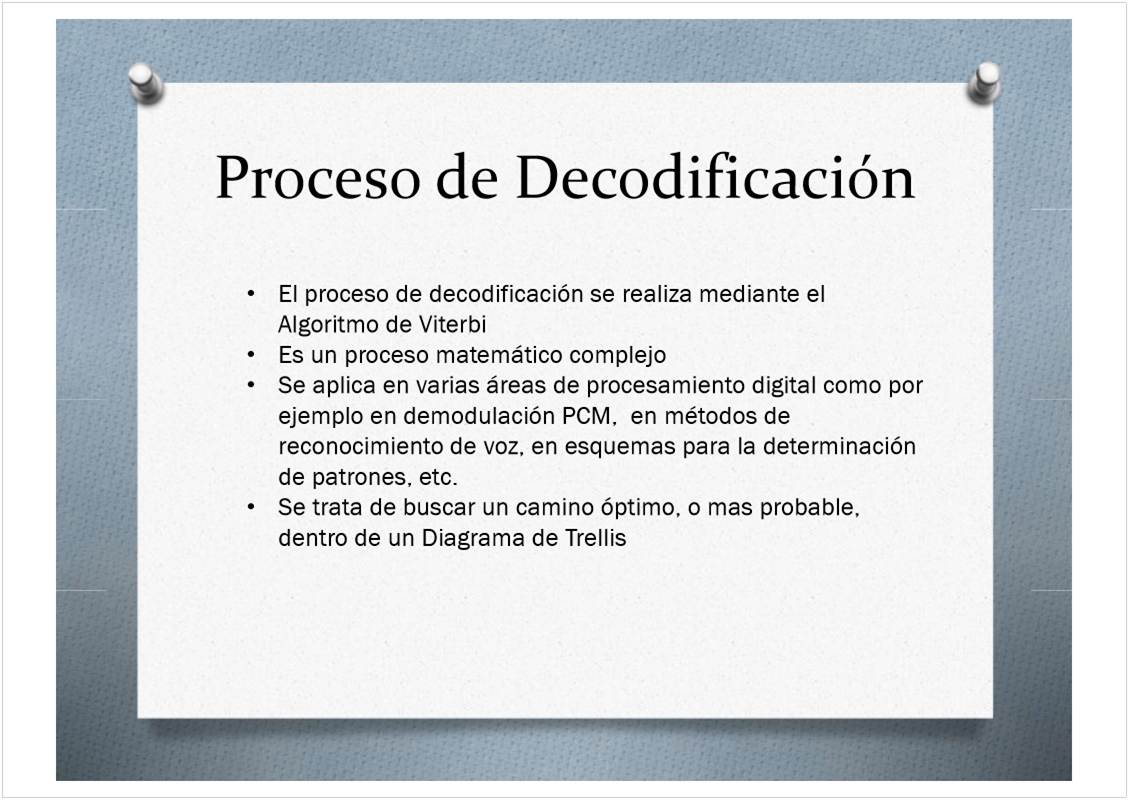 Proceso de Decodificación
• El proceso de decodificación se realiza mediante el
Algoritmo de Viterbi
• Es un proceso matemático complejo
• Se aplica en varias áreas de procesamiento digital como por
ejemplo en demodulación PCM,  en métodos de
reconocimiento de voz, en esquemas para la determinación
de patrones, etc.
• Se trata de buscar un camino óptimo, o mas probable,
dentro de un Diagrama de Trellis